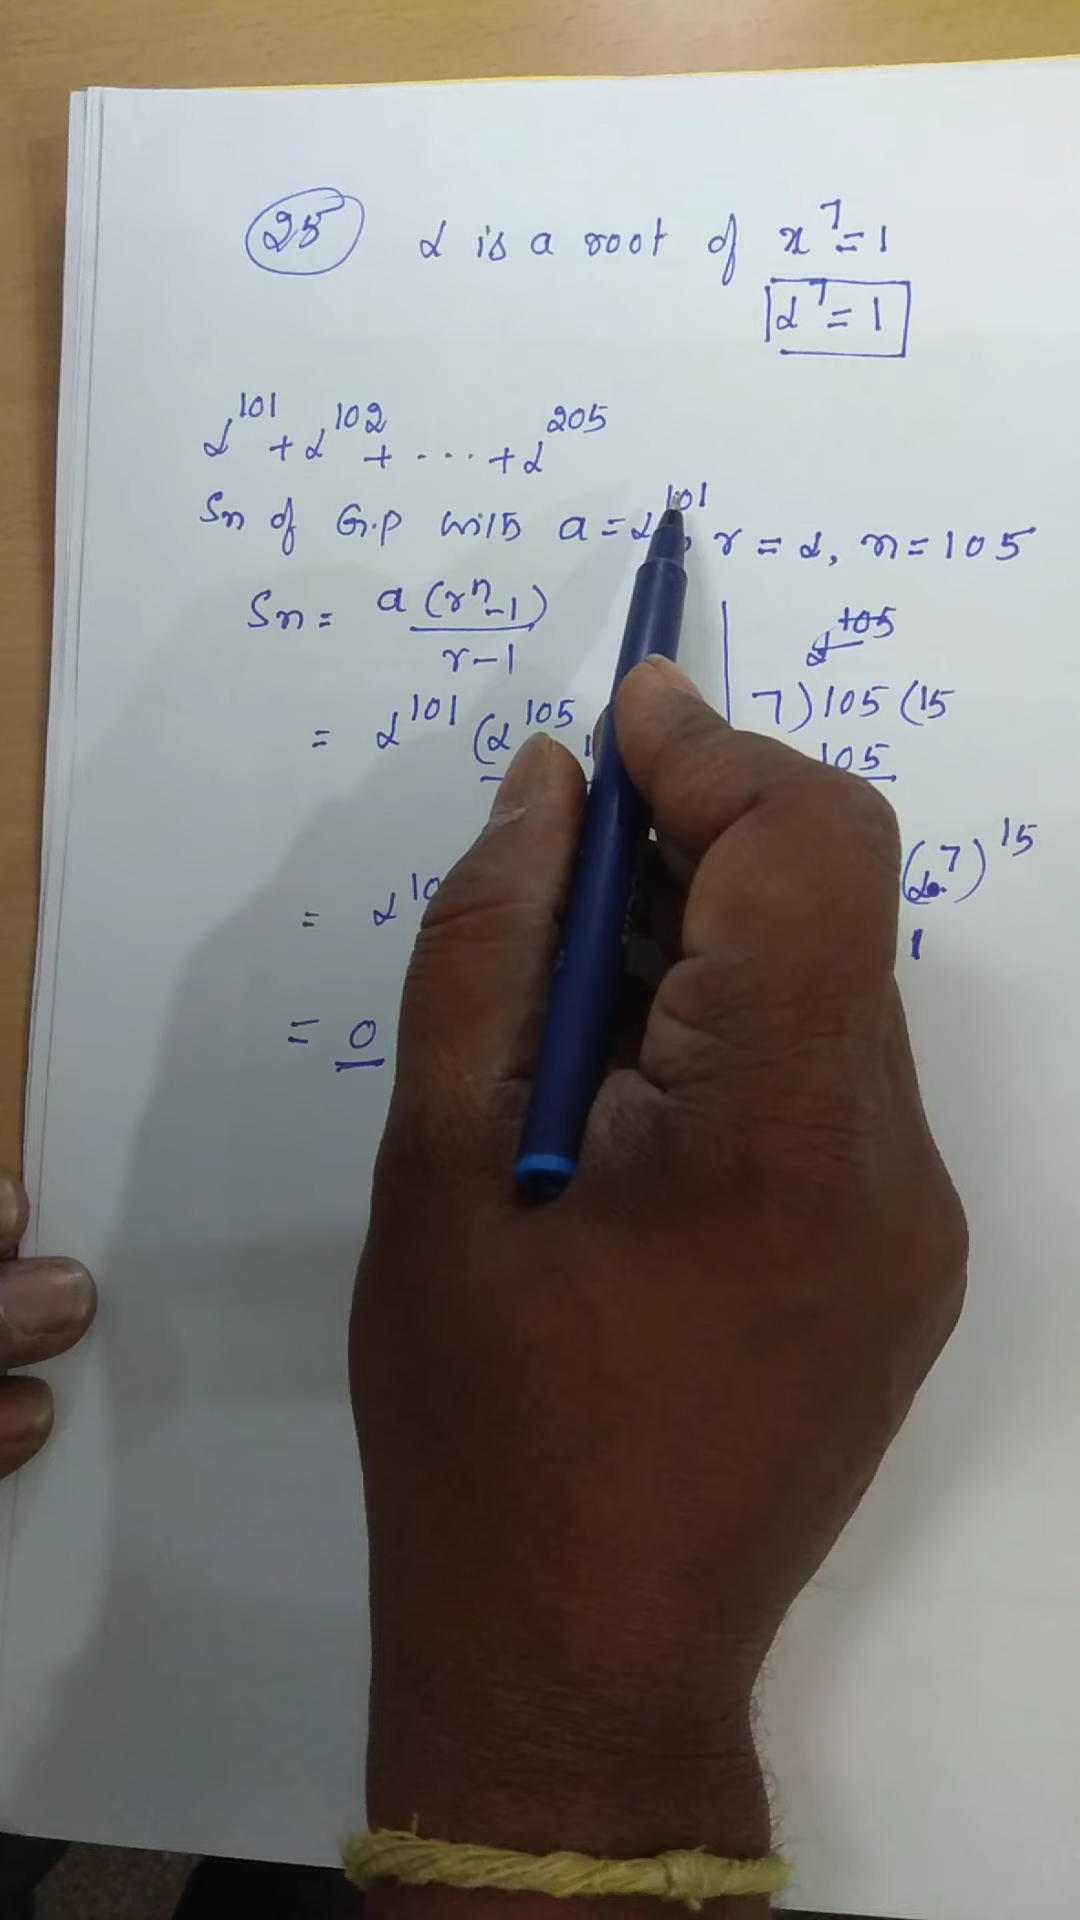 25 α is a root of x⁷ = 1
α⁷ = 1
α¹⁰¹ + α¹⁰² + ... + α²⁰⁵
Sn of G.P with a = α¹⁰¹, r = α, n = 105
Sn = a (rⁿ - 1)
r - 1
= α¹⁰¹ (α¹⁰⁵
= α
= 0
α¹⁰⁵
7 ) 105 ( 15
105
(α⁷)¹⁵
1